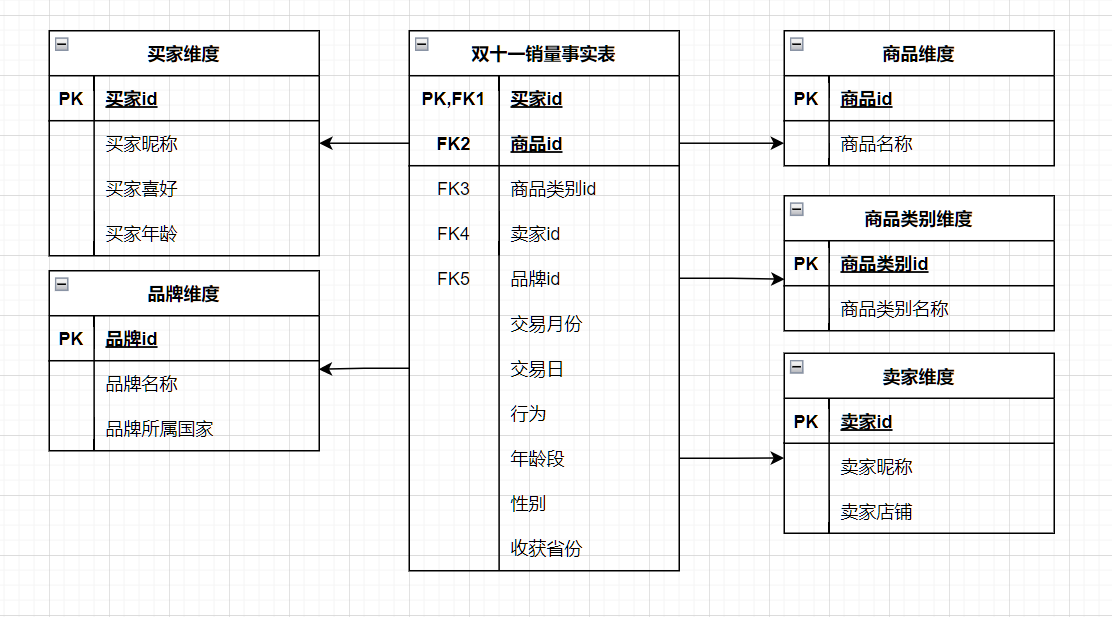 买家维度
PK 买家id
买家昵称
买家喜好
买家年龄
品牌维度
PK 品牌id
品牌名称
品牌所属国家
双十一销量事实表
PK,FK1 买家id
FK2 商品id
FK3 商品类别id
FK4 卖家id
FK5 品牌id
交易月份
交易日
行为
年龄段
性别
收获省份
商品维度
PK 商品id
商品名称
商品类别维度
PK 商品类别id
商品类别名称
卖家维度
PK 卖家id
卖家昵称
卖家店铺